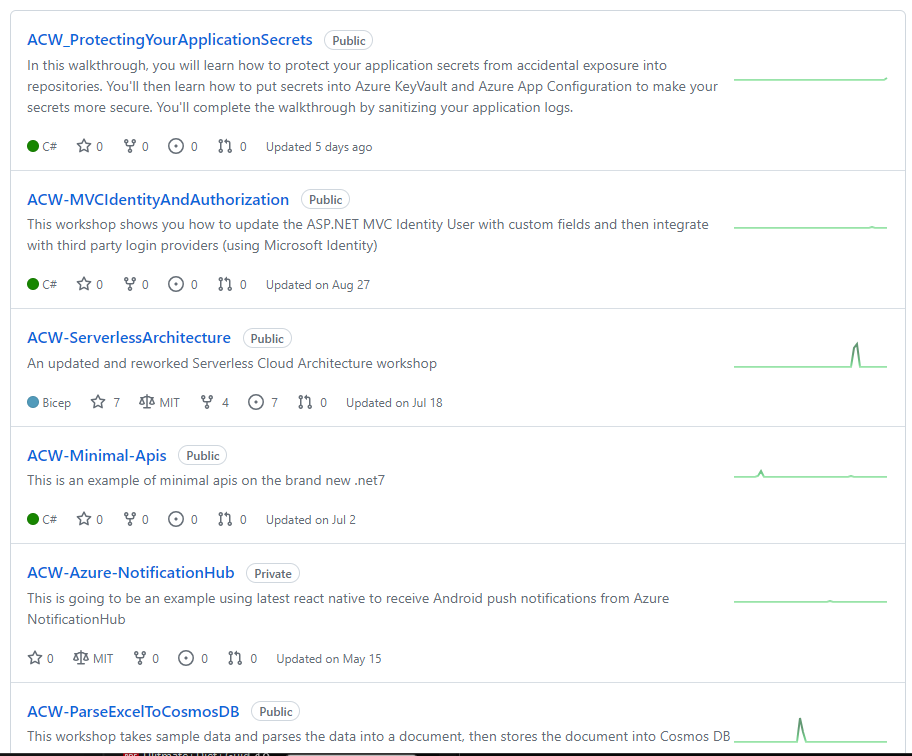 ACW_ProtectingYourApplicationSecrets Public
In this walkthrough, you will learn how to protect your application secrets from accidental exposure into
repositories. You'll then learn how to put secrets into Azure KeyVault and Azure App Configuration to make your
secrets more secure. You'll complete the walkthrough by sanitizing your application logs.
C# 0 0 0 0 Updated 5 days ago
ACW-MVCIdentityAndAuthorization Public
This workshop shows you how to update the ASP.NET MVC Identity User with custom fields and then integrate
with third party login providers (using Microsoft Identity)
C# 0 0 0 0 Updated on Aug 27
ACW-ServerlessArchitecture Public
An updated and reworked Serverless Cloud Architecture workshop
Bicep 7 MIT 4 7 0 Updated on Jul 18
ACW-Minimal-Apis Public
This is an example of minimal apis on the brand new .net7
C# 0 0 0 0 Updated on Jul 2
ACW-Azure-NotificationHub Private
This is going to be an example using latest react native to receive Android push notifications from Azure
NotificationHub
0 MIT 0 0 0 Updated on May 15
ACW-ParseExcelToCosmosDB Public
This workshop takes sample data and parses the data into a document, then stores the document into Cosmos DB